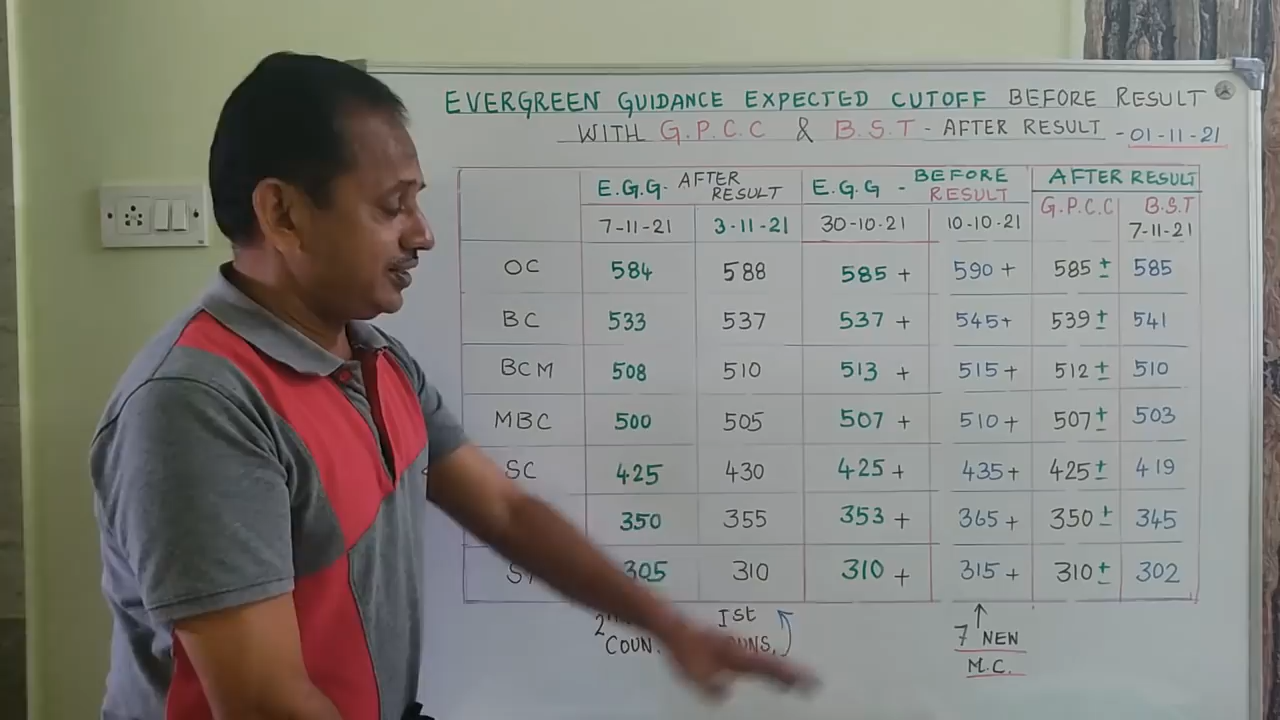 EVERGREEN GUIDANCE EXPECTED CUTOFF BEFORE RESULT
WITH G.P.C.C & B.S.T - AFTER RESULT - 01-11-21
E.G.G - AFTER RESULT E.G.G - BEFORE RESULT AFTER RESULT
7-11-21 3-11-21 30-10-21 10-10-21 G.P.C.C B.S.T 7-11-21
OC 584 588 585 + 590 + 585 ± 585
BC 533 537 537 + 545+ 539 ± 541
BCM 508 510 513 + 515 + 512 ± 510
MBC 500 505 507 + 510 + 507 ± 503
SC 425 430 425 + 435+ 425 ± 419
350 355 353 + 365 + 350 ± 345
305 310 310 + 315 + 310 ± 302
Ist 7 NEW
COUN. M.C.